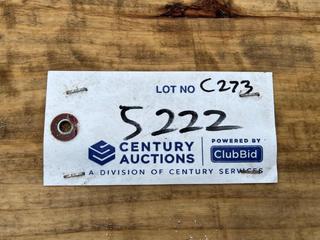 LOT NO C273
5222
CENTURY AUCTIONS
POWERED BY ClubBid
A DIVISION OF CENTURY SERVICES